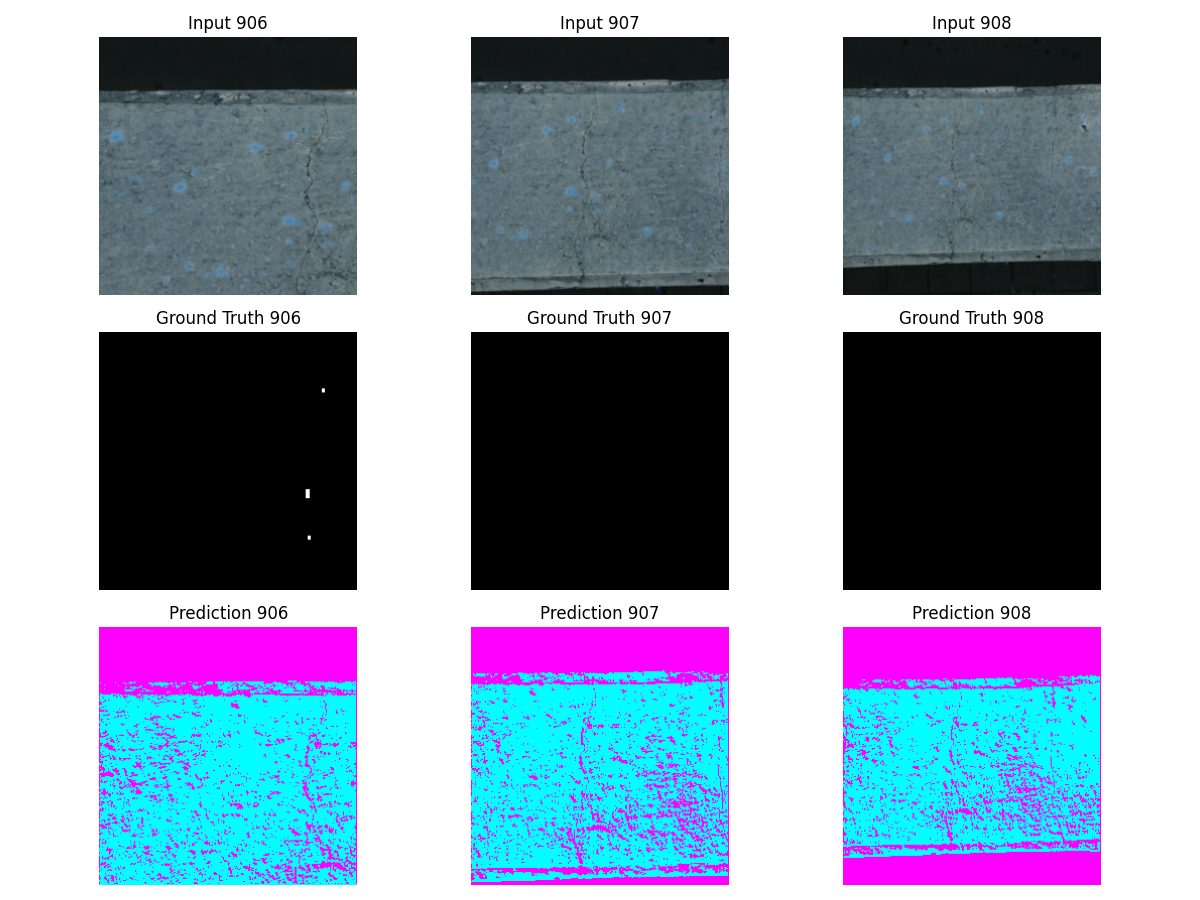 Input 906
Input 907
Input 908
Ground Truth 906
Ground Truth 907
Ground Truth 908
Prediction 906
Prediction 907
Prediction 908